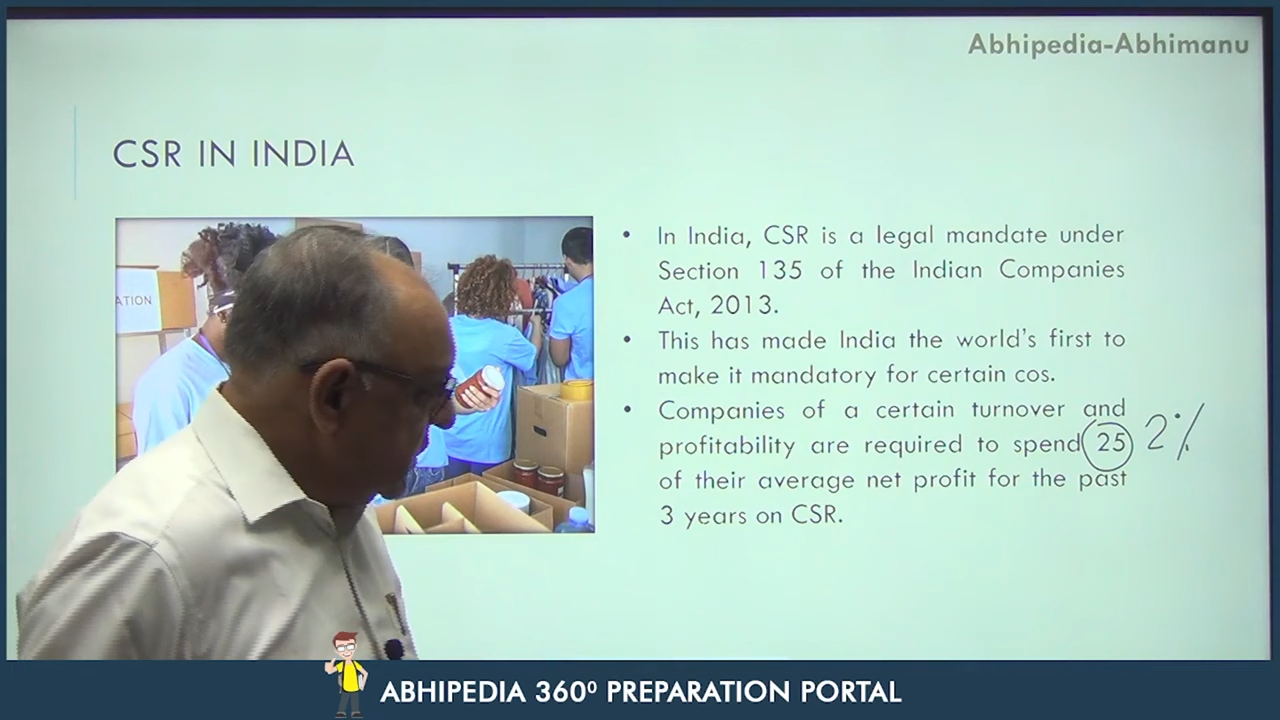 Abhipedia-Abhimanu
CSR IN INDIA
ATION
• In India, CSR is a legal mandate under
Section 135 of the Indian Companies
Act, 2013.
• This has made India the world's first to
make it mandatory for certain cos.
• Companies of a certain turnover and
profitability are required to spend 25 2%
of their average net profit for the past
3 years on CSR.
ABHIPEDIA 360⁰ PREPARATION PORTAL